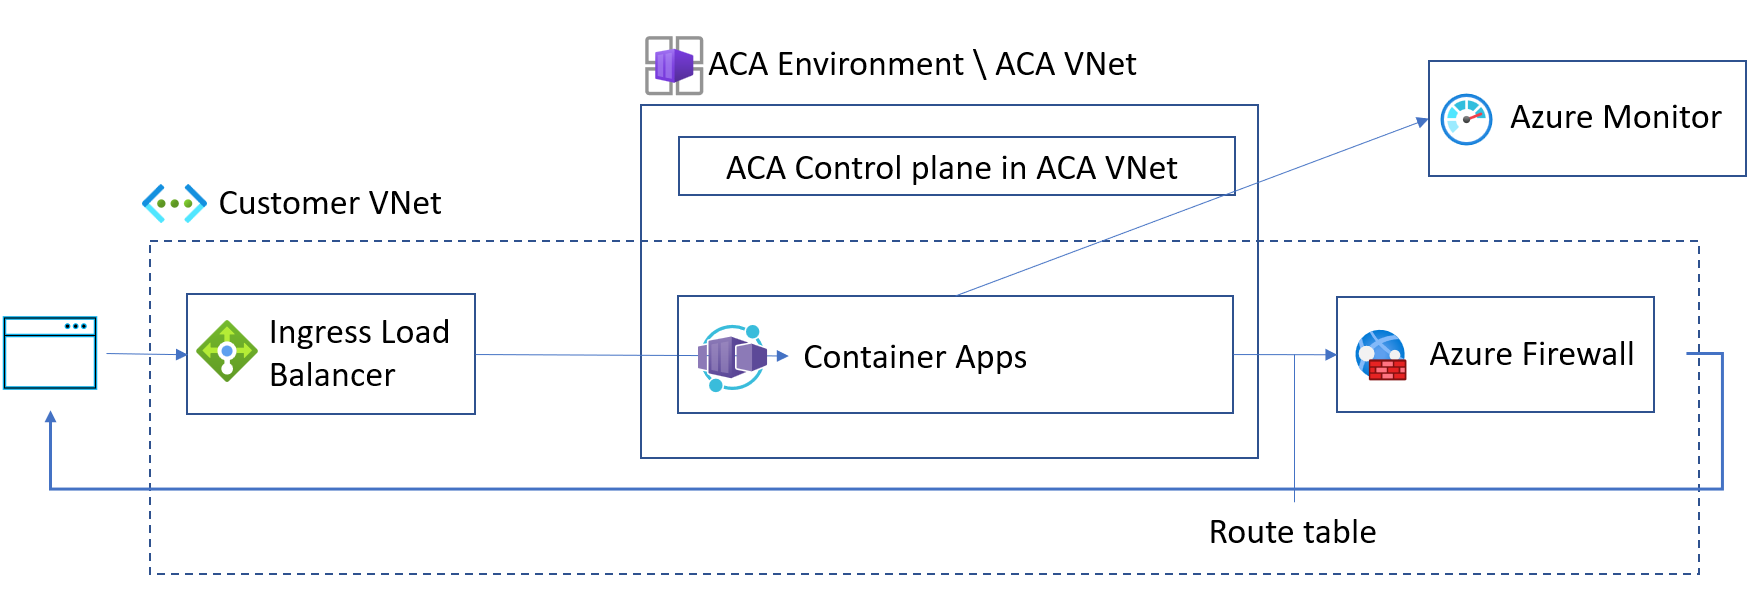 ACA Environment \ ACA VNet
Azure Monitor
ACA Control plane in ACA VNet
Customer VNet
Ingress Load
Balancer
Container Apps
Azure Firewall
Route table